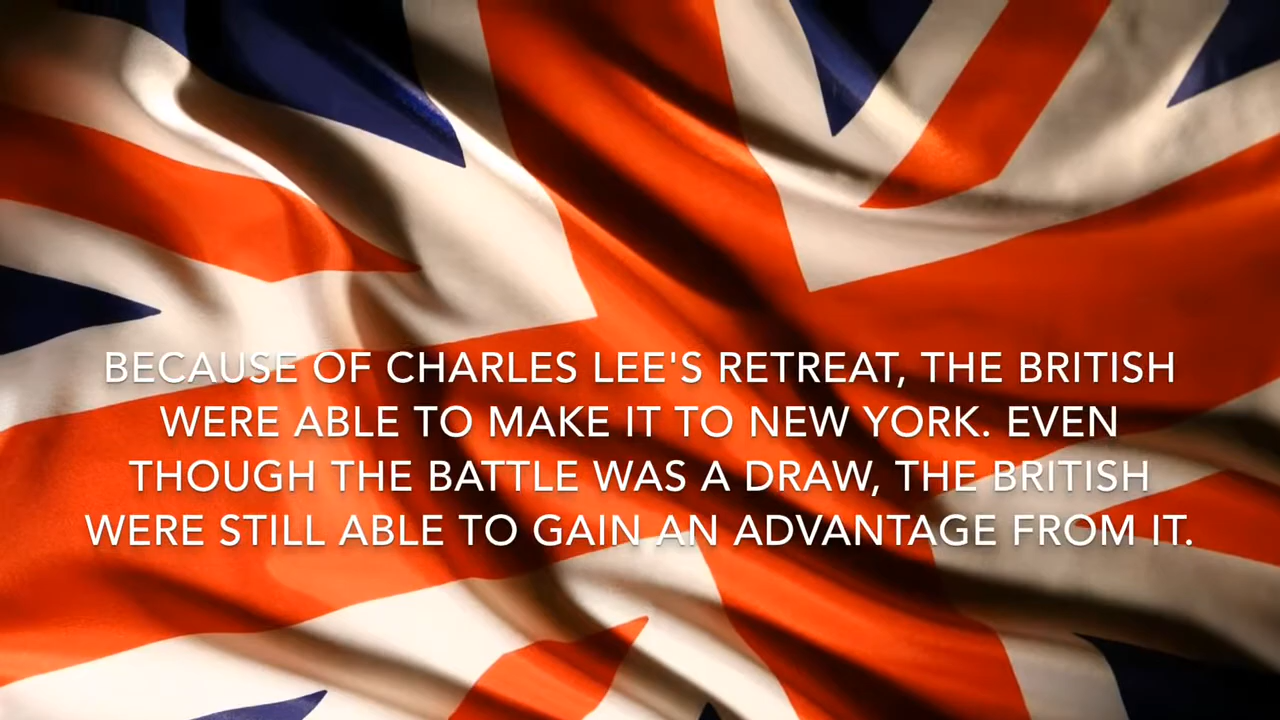 BECAUSE OF CHARLES LEE'S RETREAT, THE BRITISH
WERE ABLE TO MAKE IT TO NEW YORK. EVEN
THOUGH THE BATTLE WAS A DRAW, THE BRITISH
WERE STILL ABLE TO GAIN AN ADVANTAGE FROM IT.